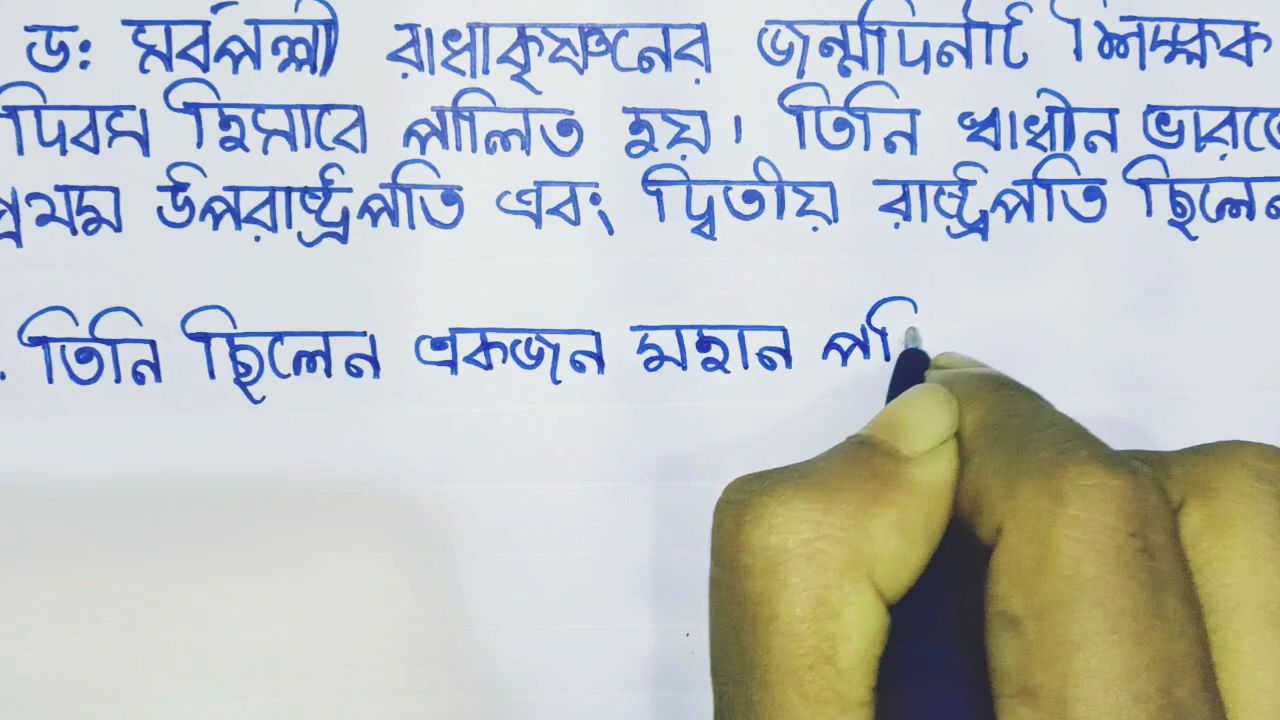 ড: সর্বপল্লী রাধাকৃষ্ণনের জন্মদিনটি শিক্ষক
দিবস হিসাবে পালিত হয়। তিনি স্বাধীন ভারতে
প্রথম উপরাষ্ট্রপতি এবং দ্বিতীয় রাষ্ট্রপতি ছিলেন
. তিনি ছিলেন একজন মহান